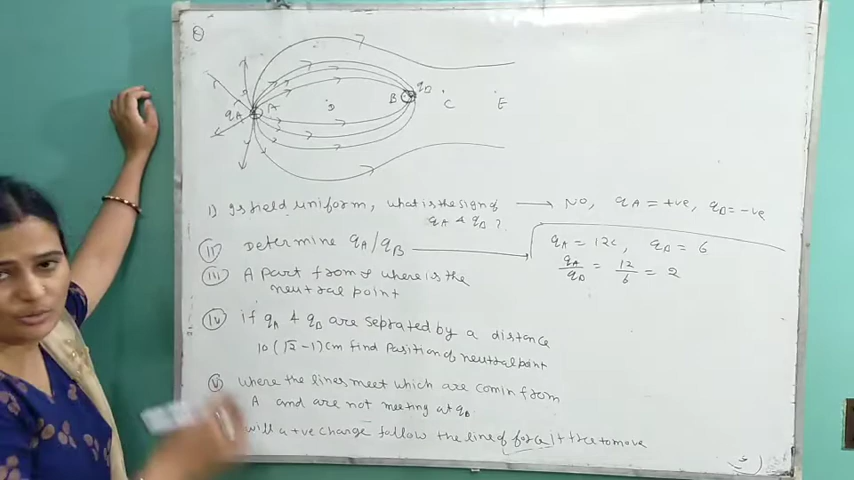 qA A D B qB C E
i) Is field uniform, what is the sign of → No, qA = +ve, qB = -ve
qA & qB ?
ii) Determine qA/qB → qA = 12c, qB = 6
qA/qB = 12/6 = 2
iii) A part from ∞ where is the
neutral point
iv) if qA & qB are seprated by a distance
10(√2-1)cm find Position of neutral point
v) where the lines meet which are comin from
A and are not meeting at qB
will a +ve charge follow the line of force if free to move